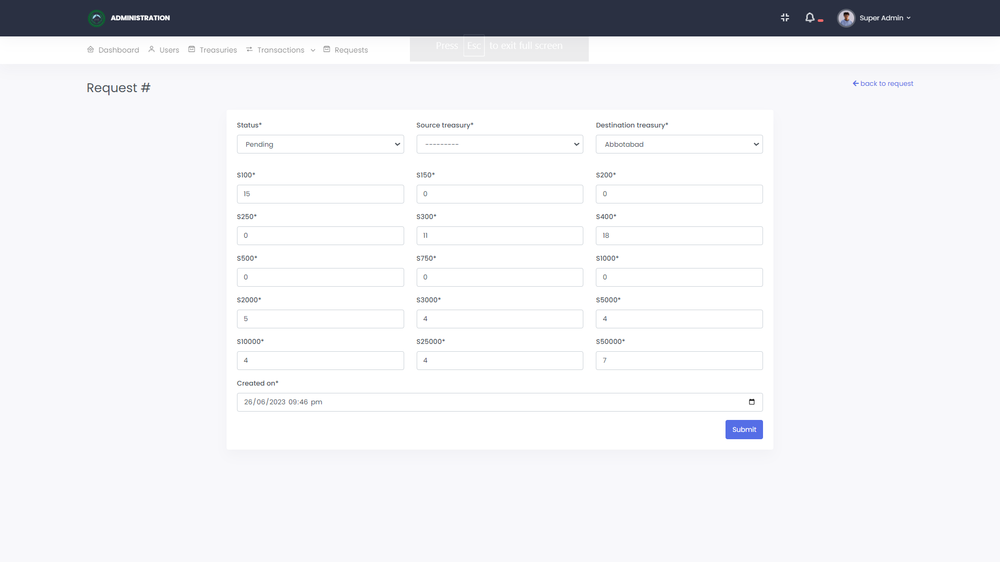 ADMINISTRATION
Super Admin
Dashboard Users Treasuries Transactions Requests
Press Esc to exit full screen
Request #
back to request
Status* Source treasury* Destination treasury*
Pending --------- Abbotabad
S100* S150* S200*
15 0 0
S250* S300* S400*
0 11 18
S500* S750* S1000*
0 0 0
S2000* S3000* S5000*
5 4 4
S10000* S25000* S50000*
4 4 7
Created on*
26/06/2023 09:46 pm
Submit